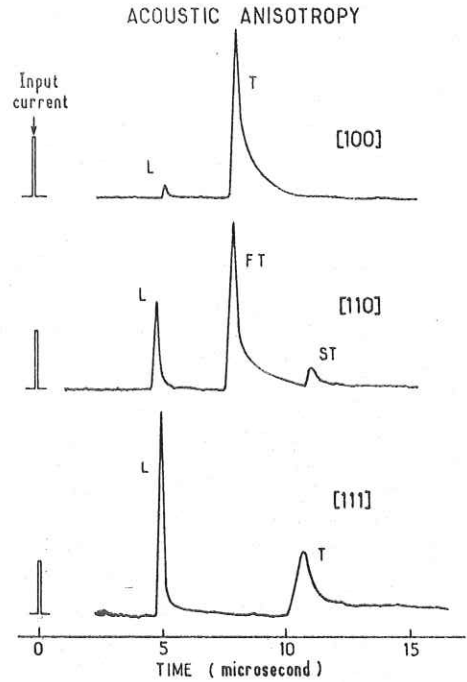 ACOUSTIC ANISOTROPY
Input
current
L
T
[100]
L
FT
[110]
ST
L
[111]
T
0 5 10 15
TIME ( microsecond )